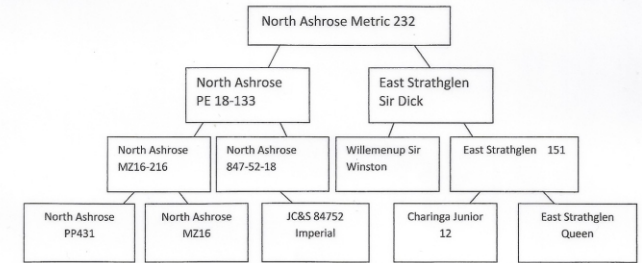 North Ashrose Metric 232
North Ashrose
PE 18-133
East Strathglen
Sir Dick
North Ashrose
MZ16-216
North Ashrose
847-52-18
Willemenup Sir
Winston
East Strathglen 151
North Ashrose
PP431
North Ashrose
MZ16
JC&S 84752
Imperial
Charinga Junior
12
East Strathglen
Queen